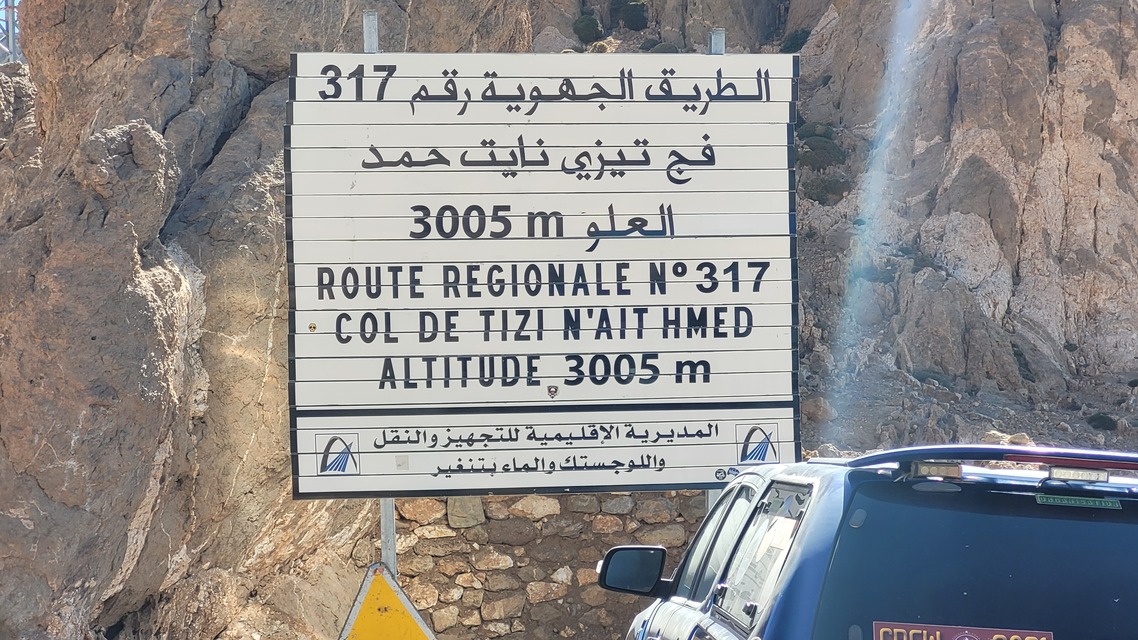 الطريق الجهوية رقم 317
فج تيزي نايت حمد
العلو 3005 m
ROUTE REGIONALE N° 317
COL DE TIZI N'AIT HMED
ALTITUDE 3005 m
المديرية الاقليمية للتجهيز والنقل
واللوجستك والماء بتنغير